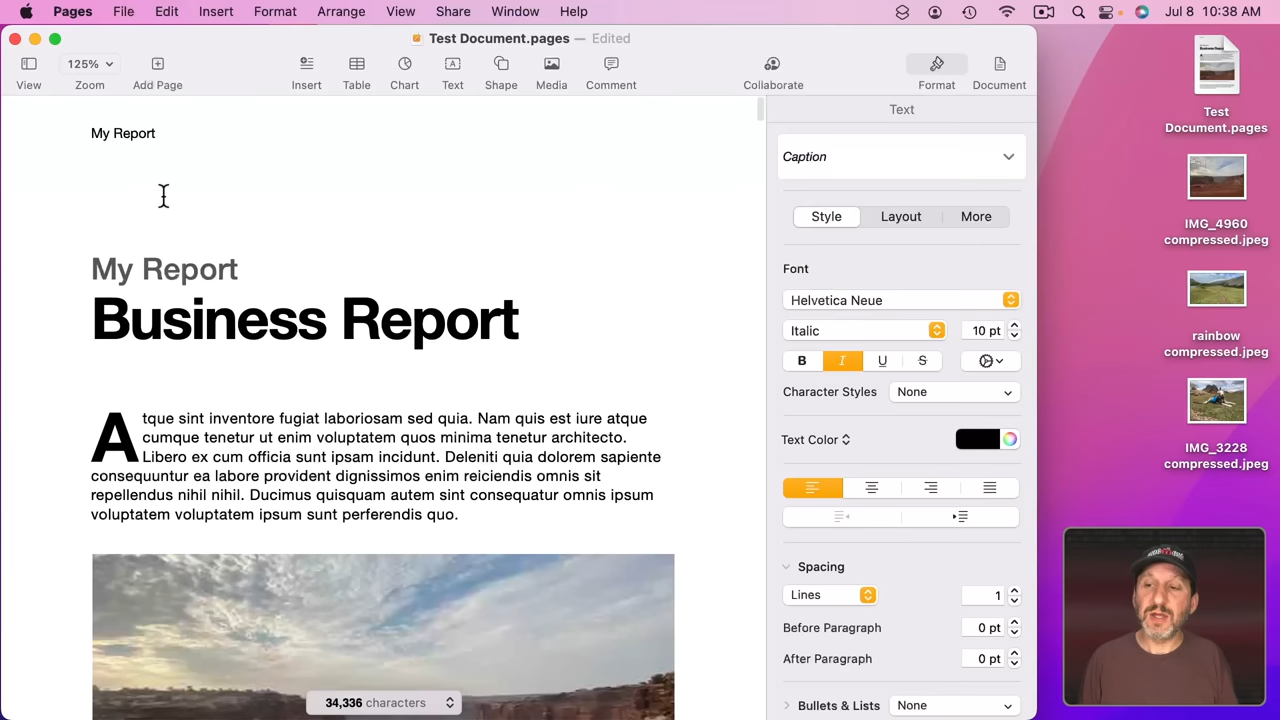 Pages File Edit Insert Format Arrange View Share Window Help Jul 8 10:38 AM
Test Document.pages — Edited
125%
View Zoom Add Page Insert Table Chart Text Shape Media Comment Collaborate Format Document
My Report
My Report
Business Report
Atque sint inventore fugiat laboriosam sed quia. Nam quis est iure atque
cumque tenetur ut enim voluptatem quos minima tenetur architecto.
Libero ex cum officia sunt ipsam incidunt. Deleniti quia dolorem sapiente
consequuntur ea labore provident dignissimos enim reiciendis omnis sit
repellendus nihil nihil. Ducimus quisquam autem sint consequatur omnis ipsum
voluptatem voluptatem ipsum sunt perferendis quo.
34,336 characters
Text
Caption
Style Layout More
Font
Helvetica Neue
Italic 10 pt
B I U S
Character Styles None
Text Color
Spacing
Lines 1
Before Paragraph 0 pt
After Paragraph 0 pt
Bullets & Lists None
Test
Document.pages
IMG_4960
compressed.jpeg
rainbow
compressed.jpeg
IMG_3228
compressed.jpeg